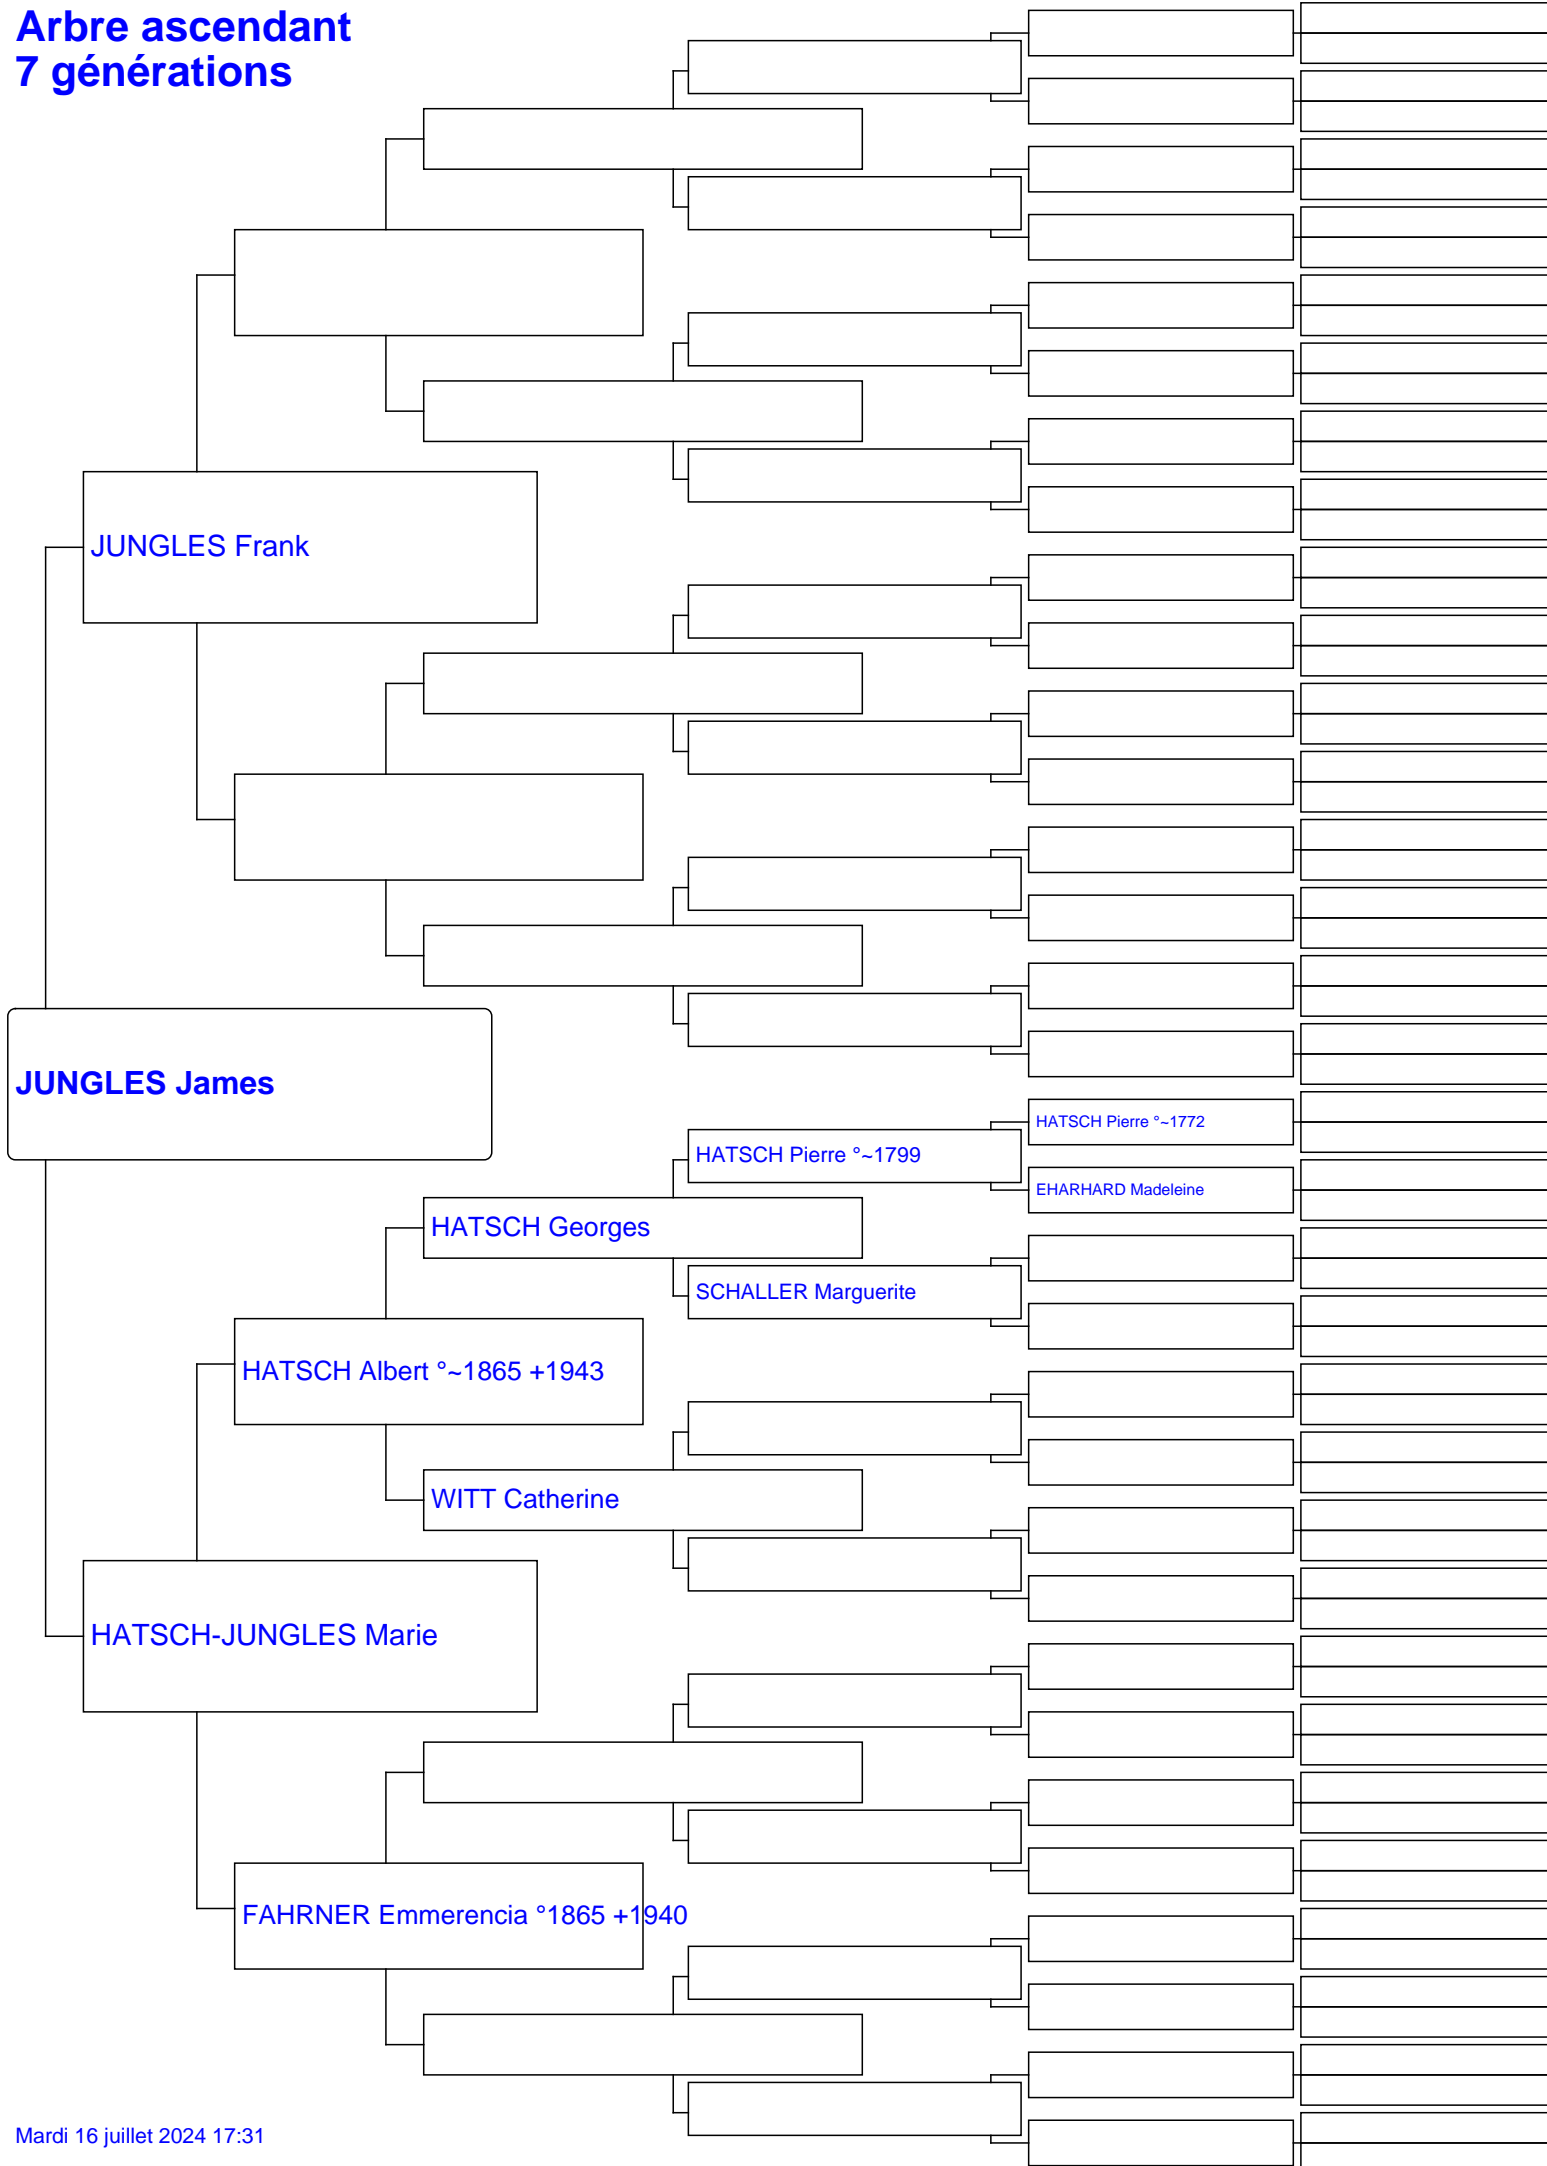 Arbre ascendant
7 générations
JUNGLES Frank
JUNGLES James
HATSCH Pierre °~1772
HATSCH Pierre °~1799
EHARHARD Madeleine
HATSCH Georges
SCHALLER Marguerite
HATSCH Albert °~1865 +1943
WITT Catherine
HATSCH-JUNGLES Marie
FAHRNER Emmerencia °1865 +1940
Mardi 16 juillet 2024 17:31